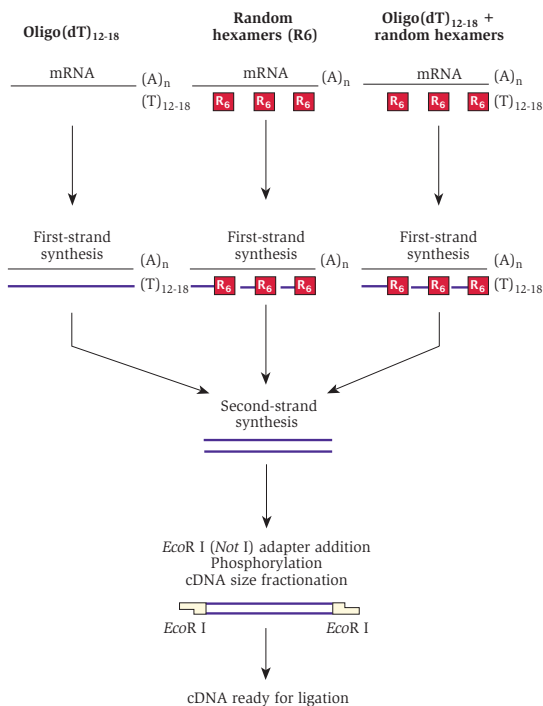 Oligo(dT)12-18
Random
hexamers (R6)
Oligo(dT)12-18 +
random hexamers
mRNA
(A)n
(T)12-18
mRNA
(A)n
R6 R6 R6
mRNA
(A)n
R6 R6 R6 (T)12-18
First-strand
synthesis
(A)n
(T)12-18
First-strand
synthesis
(A)n
R6 R6 R6
First-strand
synthesis
(A)n
R6 R6 R6 (T)12-18
Second-strand
synthesis
EcoR I (Not I) adapter addition
Phosphorylation
cDNA size fractionation
EcoR I EcoR I
cDNA ready for ligation